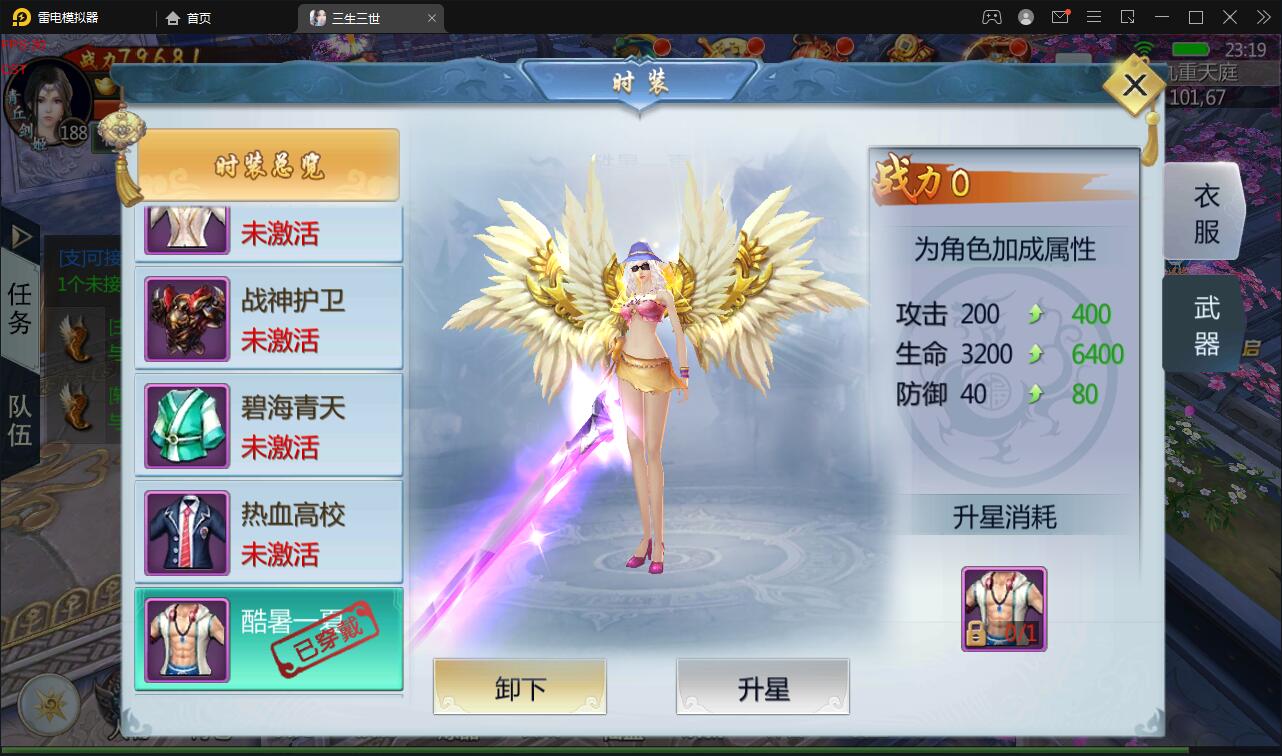 雷电模拟器
首页
三生三世
战力79681
23:19
九重天庭
101,67
青丘剑姬
188
时装
时装总览
未激活
战神护卫
未激活
碧海青天
未激活
热血高校
未激活
酷暑一夏
已穿戴
任务
队伍
[支]可接
1个未接
战力0
为角色加成属性
攻击 200 400
生命 3200 6400
防御 40 80
升星消耗
0/1
卸下
升星
衣服
武器